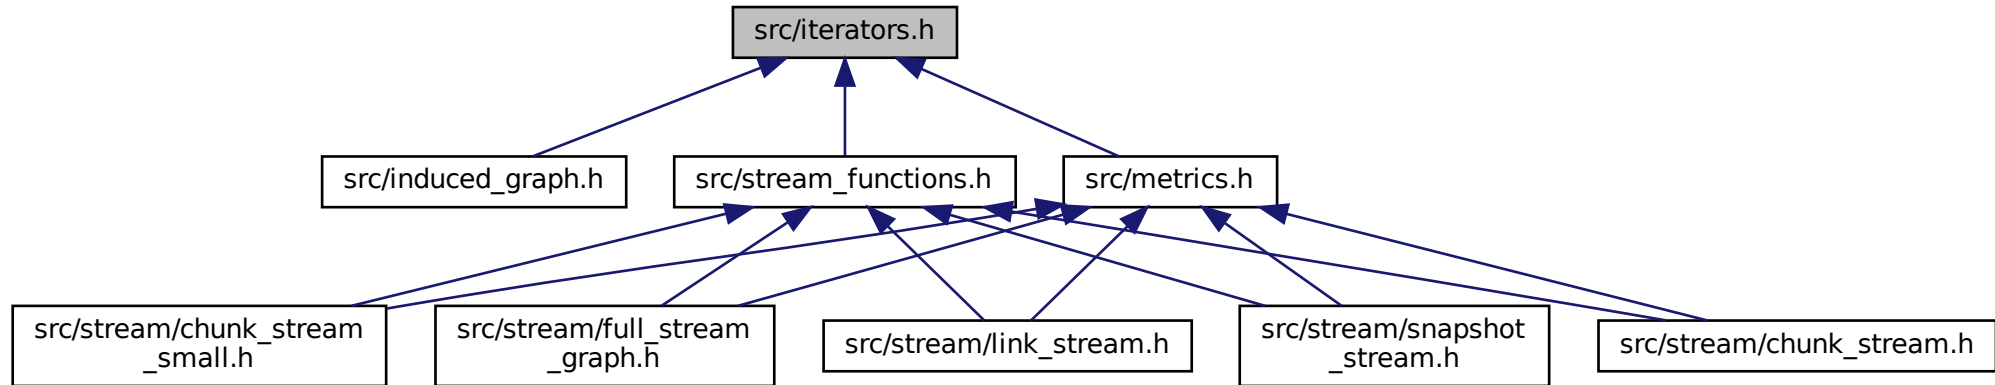 src/iterators.h
src/induced_graph.h
src/stream_functions.h
src/metrics.h
src/stream/chunk_stream
_small.h
src/stream/full_stream
_graph.h
src/stream/link_stream.h
src/stream/snapshot
_stream.h
src/stream/chunk_stream.h